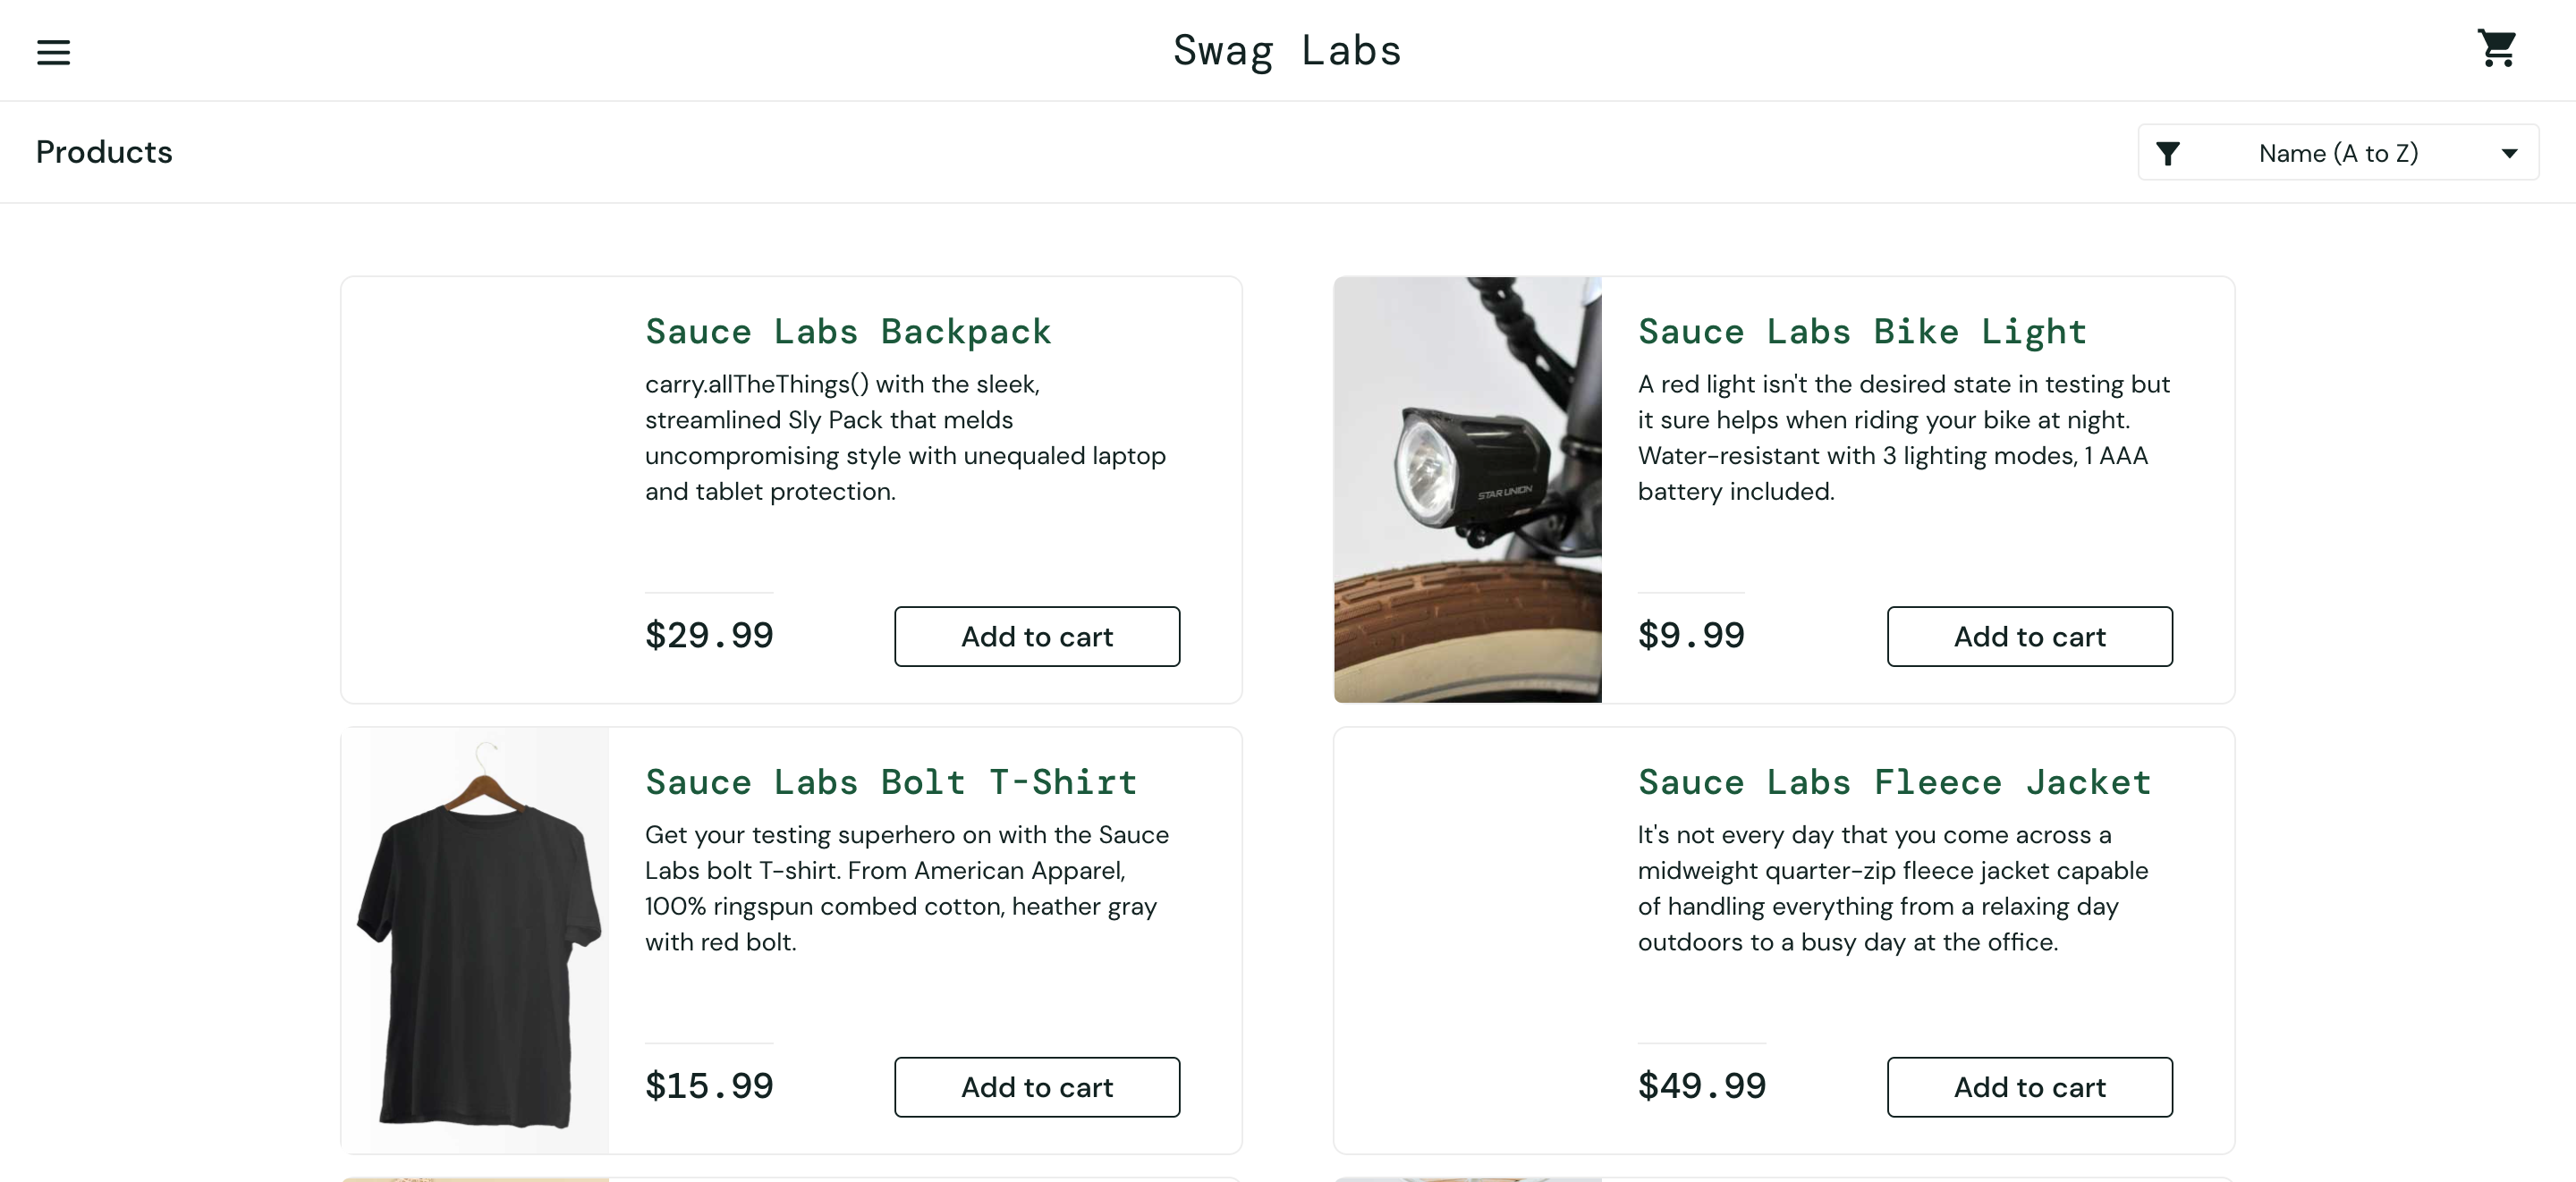 Swag Labs
Products
Name (A to Z)
Sauce Labs Backpack
carry.allTheThings() with the sleek,
streamlined Sly Pack that melds
uncompromising style with unequaled laptop
and tablet protection.
$29.99
Add to cart
STAR UNION
Sauce Labs Bike Light
A red light isn't the desired state in testing but
it sure helps when riding your bike at night.
Water-resistant with 3 lighting modes, 1 AAA
battery included.
$9.99
Add to cart
Sauce Labs Bolt T-Shirt
Get your testing superhero on with the Sauce
Labs bolt T-shirt. From American Apparel,
100% ringspun combed cotton, heather gray
with red bolt.
$15.99
Add to cart
Sauce Labs Fleece Jacket
It's not every day that you come across a
midweight quarter-zip fleece jacket capable
of handling everything from a relaxing day
outdoors to a busy day at the office.
$49.99
Add to cart